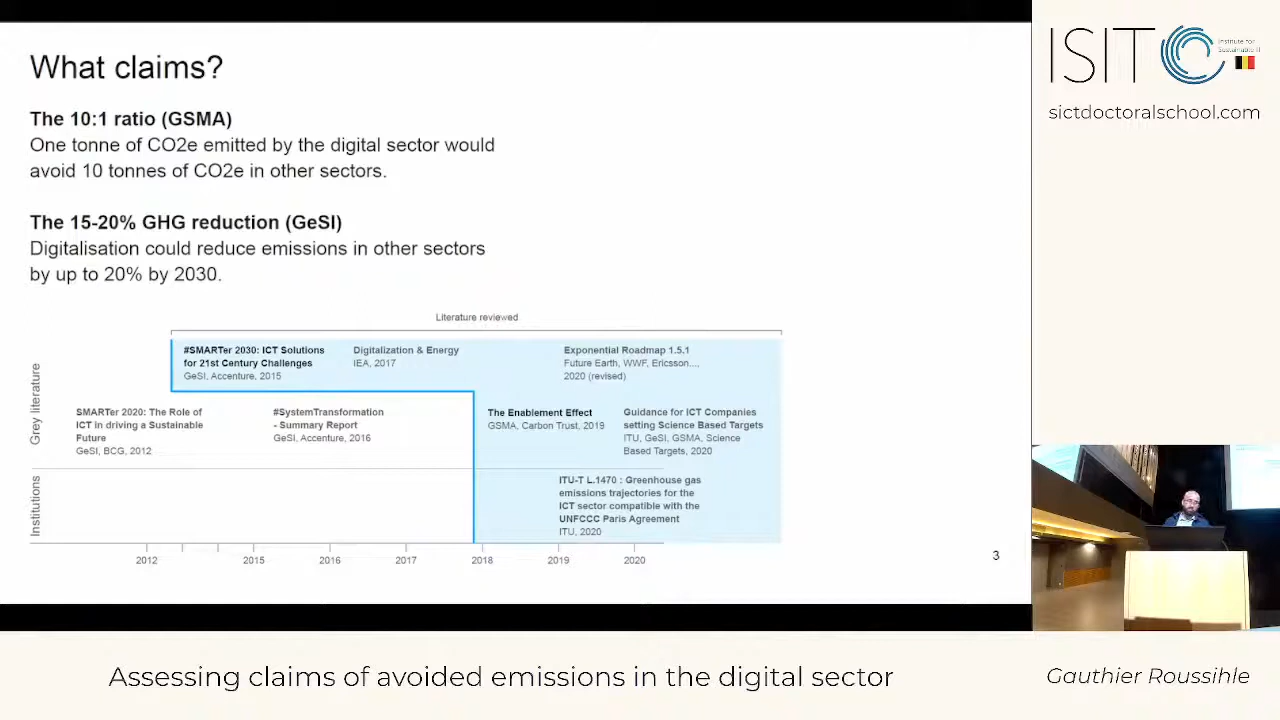 What claims?
The 10:1 ratio (GSMA)
One tonne of CO2e emitted by the digital sector would
avoid 10 tonnes of CO2e in other sectors.
The 15-20% GHG reduction (GeSI)
Digitalisation could reduce emissions in other sectors
by up to 20% by 2030.
Literature reviewed
Grey literature
#SMARTer 2030: ICT Solutions
for 21st Century Challenges
GeSI, Accenture, 2015
Digitalization & Energy
IEA, 2017
Exponential Roadmap 1.5.1
Future Earth, WWF, Ericsson...,
2020 (revised)
SMARTer 2020: The Role of
ICT in driving a Sustainable
Future
GeSI, BCG, 2012
#SystemTransformation
- Summary Report
GeSI, Accenture, 2016
The Enablement Effect
GSMA, Carbon Trust, 2019
Guidance for ICT Companies
setting Science Based Targets
ITU, GeSI, GSMA, Science
Based Targets, 2020
Institutions
ITU-T L.1470 : Greenhouse gas
emissions trajectories for the
ICT sector compatible with the
UNFCCC Paris Agreement
ITU, 2020
2012 2015 2016 2017 2018 2019 2020
3
ISIT
Institute for
Sustainable IT
sictdoctoralschool.com
Assessing claims of avoided emissions in the digital sector
Gauthier Roussihle